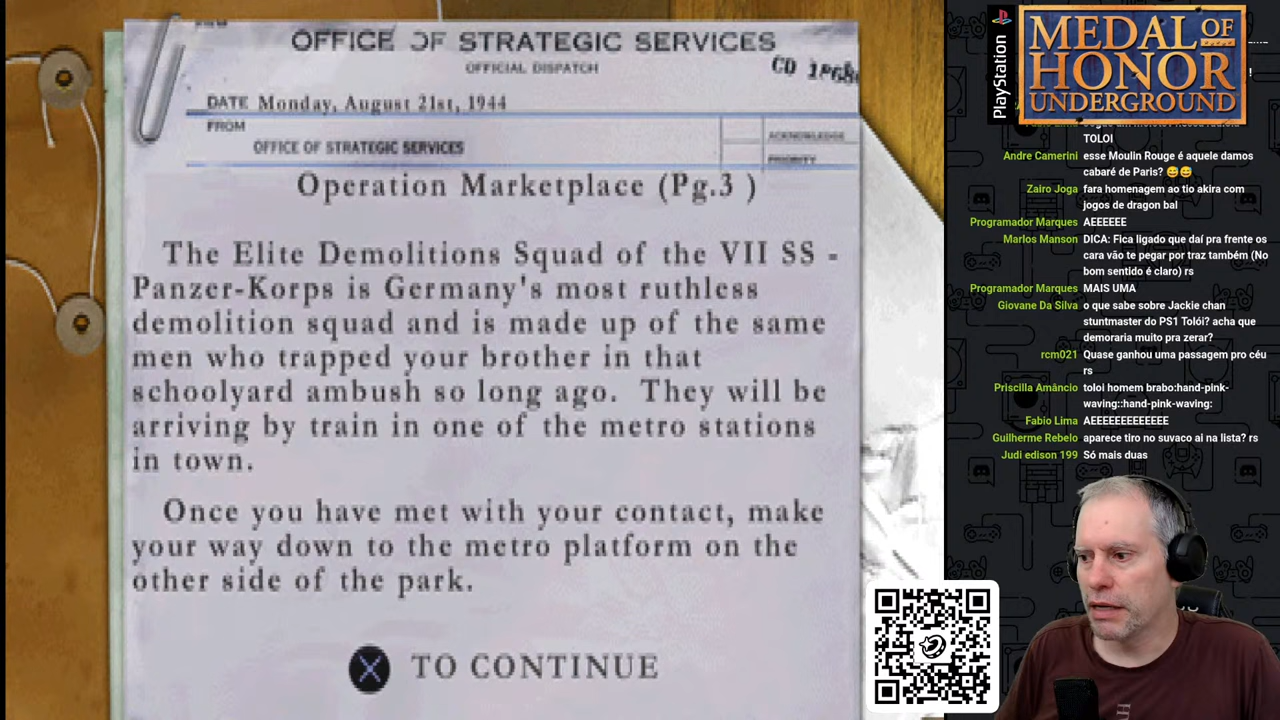 OFFICE OF STRATEGIC SERVICES
OFFICIAL DISPATCH
DATE Monday, August 21st, 1944
FROM
OFFICE OF STRATEGIC SERVICES
ACKNOWLEDGE
PRIORITY
Operation Marketplace (Pg.3 )
The Elite Demolitions Squad of the VII SS -
Panzer-Korps is Germany's most ruthless
demolition squad and is made up of the same
men who trapped your brother in that
schoolyard ambush so long ago. They will be
arriving by train in one of the metro stations
in town.
Once you have met with your contact, make
your way down to the metro platform on the
other side of the park.
TO CONTINUE
PlayStation
MEDAL OF
HONOR
UNDERGROUND
!
TOLOI
Andre Camerini esse Moulin Rouge é aquele damos
cabaré de Paris? 😅😅
Zairo Joga fara homenagem ao tio akira com
jogos de dragon bal
Programador Marques AEEEEEE
Marlos Manson DICA: Fica ligado que daí pra frente os
cara vão te pegar por traz também (No
bom sentido é claro) rs
Programador Marques MAIS UMA
Giovane Da Silva o que sabe sobre Jackie chan
stuntmaster do PS1 Tolói? acha que
demoraria muito pra zerar?
rcm021 Quase ganhou uma passagem pro céu
rs
Priscilla Amâncio toloi homem brabo:hand-pink-
waving::hand-pink-waving:
Fabio Lima AEEEEEEEEEEEEE
Guilherme Rebelo aparece tiro no suvaco ai na lista? rs
Judi edison 199 Só mais duas